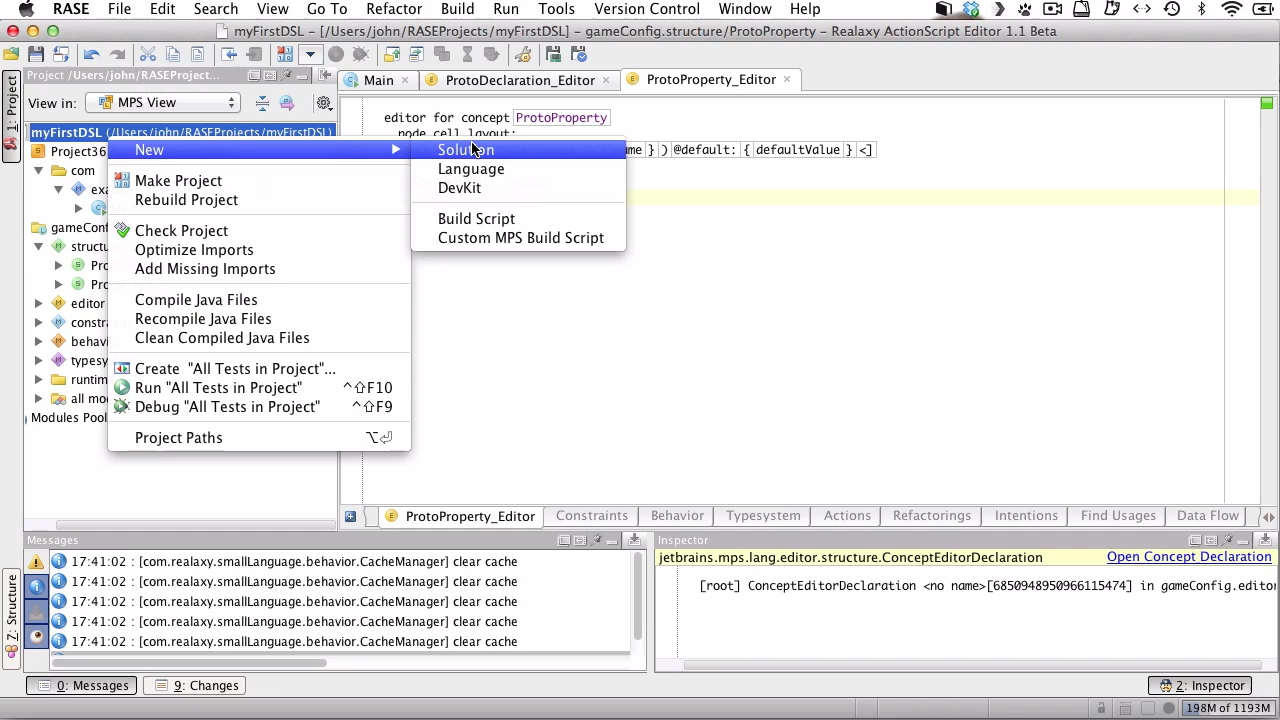 RASE File Edit Search View Go To Refactor Build Run Tools Version Control Window Help
myFirstDSL - [/Users/john/RASEProjects/myFirstDSL] - gameConfig.structure/ProtoProperty - Realaxy ActionScript Editor 1.1 Beta
Project /Users/john/RASEProject...
Main
ProtoDeclaration_Editor
ProtoProperty_Editor
View in: MPS View
1: Project
Z: Structure
myFirstDSL (/Users/john/RASEProjects/myFirstDSL)
Project36
com
exa
gameConf
structu
Pro
Pro
editor
constra
behavi
typesy
runtim
all mod
Modules Pool
New
Make Project
Rebuild Project
Check Project
Optimize Imports
Add Missing Imports
Compile Java Files
Recompile Java Files
Clean Compiled Java Files
Create "All Tests in Project"...
Run "All Tests in Project" ^⇧F10
Debug "All Tests in Project" ^⇧F9
Project Paths ⌥⏎
Solution
Language
DevKit
Build Script
Custom MPS Build Script
editor for concept ProtoProperty
node cell layout:
me } ) @default: { defaultValue } <]
ProtoProperty_Editor Constraints Behavior Typesystem Actions Refactorings Intentions Find Usages Data Flow
Messages
17:41:02 : [com.realaxy.smallLanguage.behavior.CacheManager] clear cache
17:41:02 : [com.realaxy.smallLanguage.behavior.CacheManager] clear cache
17:41:02 : [com.realaxy.smallLanguage.behavior.CacheManager] clear cache
17:41:02 : [com.realaxy.smallLanguage.behavior.CacheManager] clear cache
17:41:02 : [com.realaxy.smallLanguage.behavior.CacheManager] clear cache
Inspector
jetbrains.mps.lang.editor.structure.ConceptEditorDeclaration Open Concept Declaration
[root] ConceptEditorDeclaration <no name>[6850948950966115474] in gameConfig.editor
0: Messages 9: Changes 2: Inspector
198M of 1193M